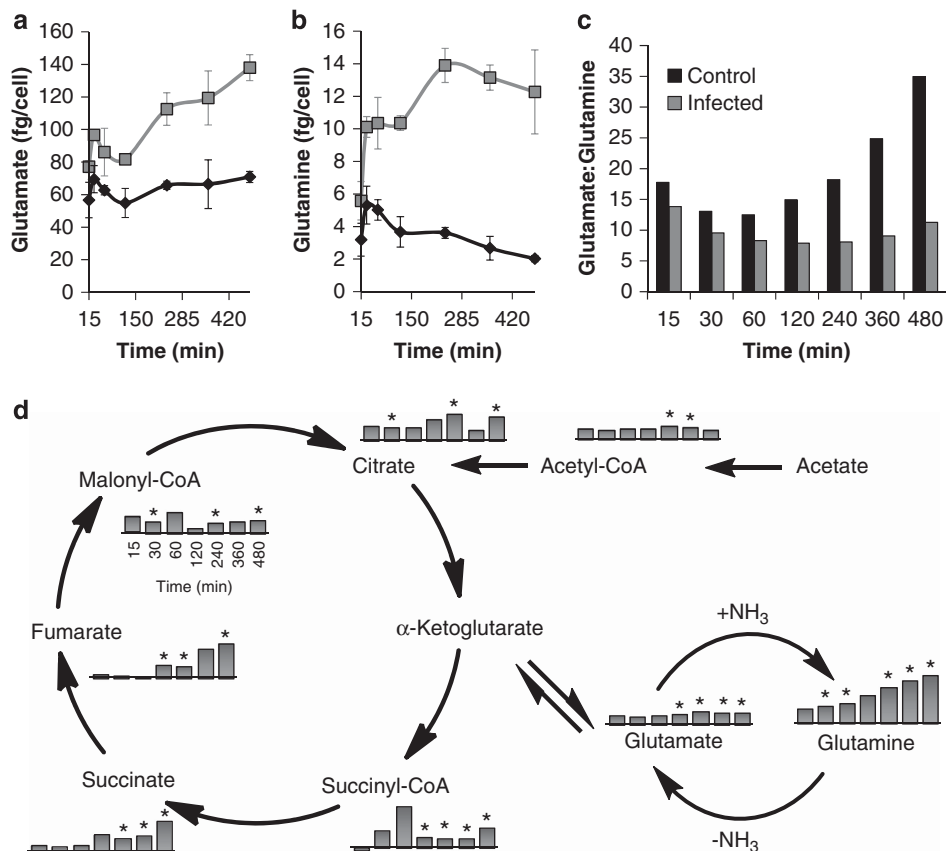 a
160
140
120
100
80
60
40
20
0
Glutamate (fg/cell)
15 150 285 420
Time (min)
b
16
14
12
10
8
6
4
2
0
Glutamine (fg/cell)
15 150 285 420
Time (min)
c
40
35
30
25
20
15
10
5
0
Glutamate:Glutamine
Control
Infected
15 30 60 120 240 360 480
Time (min)
d
* * *
* *
Citrate
Acetyl-CoA
Acetate
Malonyl-CoA
* * *
15 30 60 120 240 360 480
Time (min)
Fumarate
* * *
α-Ketoglutarate
+NH₃
* * * *
Glutamate
* * * * *
Glutamine
-NH₃
Succinate
* * *
Succinyl-CoA
* * * *